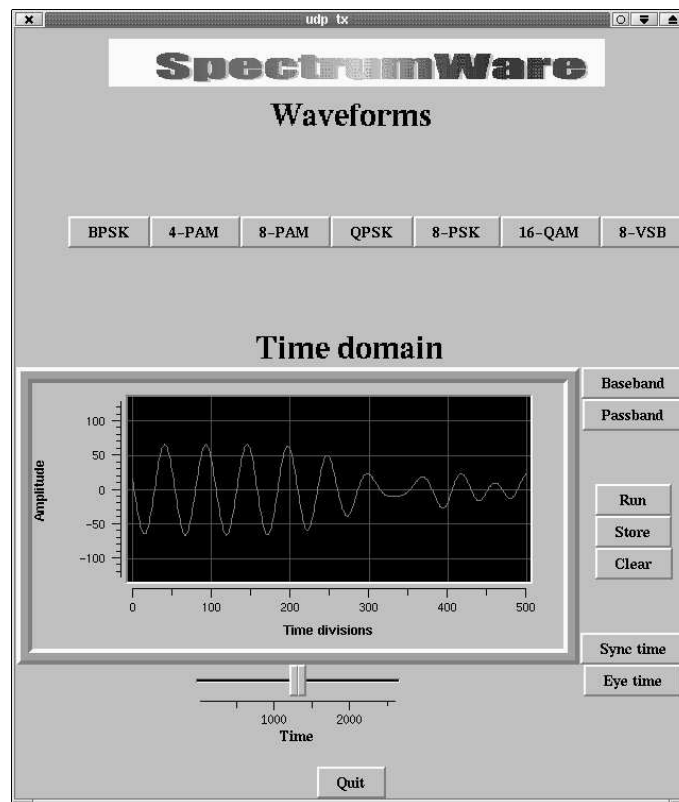 udp tx
SpectrumWare
Waveforms
BPSK 4-PAM 8-PAM QPSK 8-PSK 16-QAM 8-VSB
Time domain
Baseband
Passband
Amplitude
100
50
0
-50
-100
0 100 200 300 400 500
Time divisions
Run
Store
Clear
Sync time
Eye time
1000 2000
Time
Quit